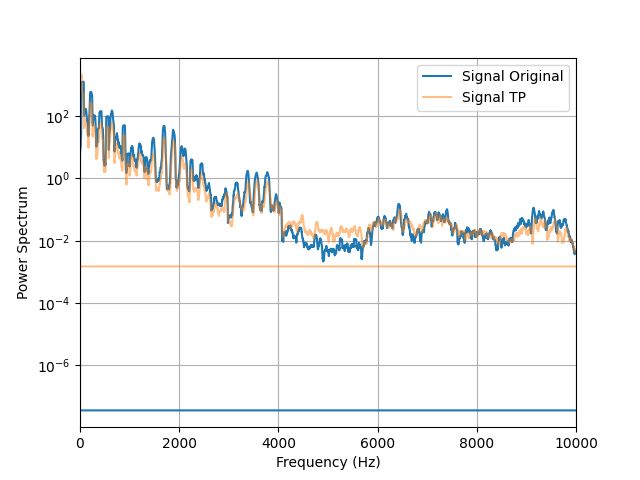 Signal Original
Signal TP
10²
10⁰
10⁻²
10⁻⁴
10⁻⁶
Power Spectrum
0 2000 4000 6000 8000 10000
Frequency (Hz)